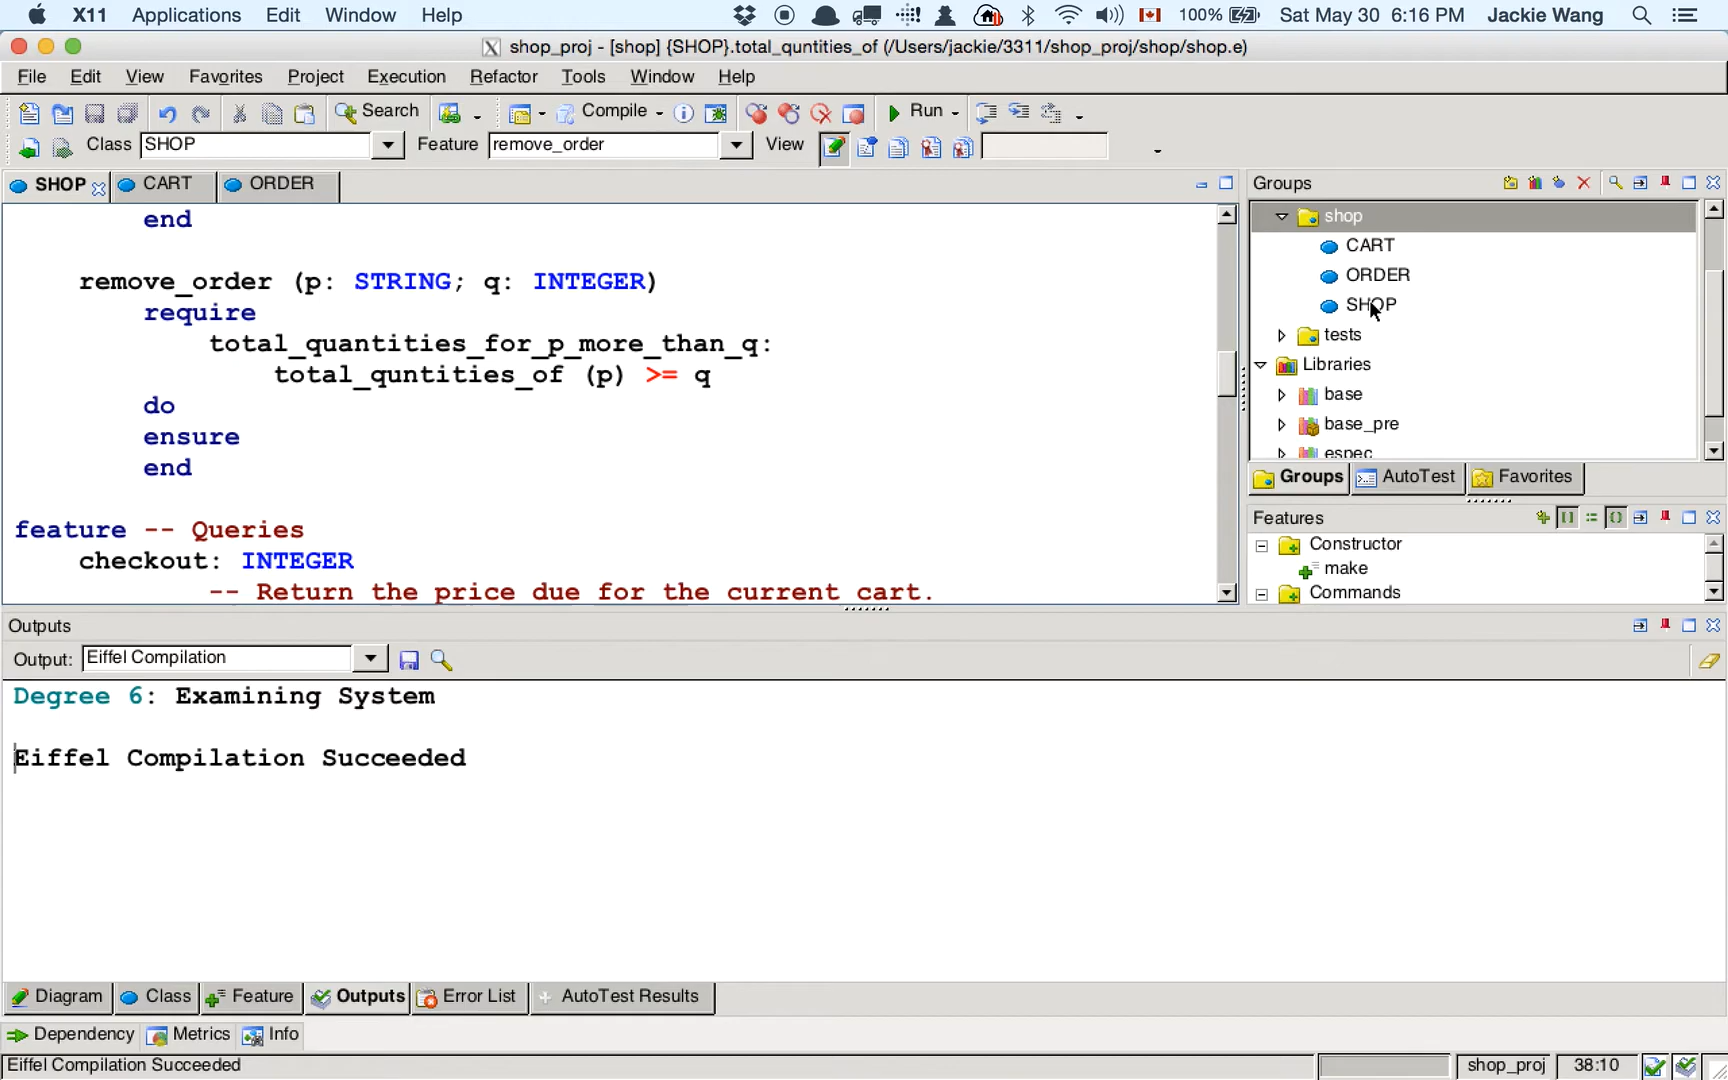 X11 Applications Edit Window Help 100% Sat May 30 6:16 PM Jackie Wang
shop_proj - [shop] {SHOP}.total_quntities_of (/Users/jackie/3311/shop_proj/shop/shop.e)
File Edit View Favorites Project Execution Refactor Tools Window Help
Search Compile Run
Class SHOP Feature remove_order View
SHOP CART ORDER
end
remove_order (p: STRING; q: INTEGER)
require
total_quantities_for_p_more_than_q:
total_quntities_of (p) >= q
do
ensure
end
feature -- Queries
checkout: INTEGER
-- Return the price due for the current cart.
Groups
shop
CART
ORDER
SHOP
tests
Libraries
base
base_pre
espec
Groups AutoTest Favorites
Features
Constructor
make
Commands
Outputs
Output: Eiffel Compilation
Degree 6: Examining System
Eiffel Compilation Succeeded
Diagram Class Feature Outputs Error List AutoTest Results
Dependency Metrics Info
Eiffel Compilation Succeeded shop_proj 38:10